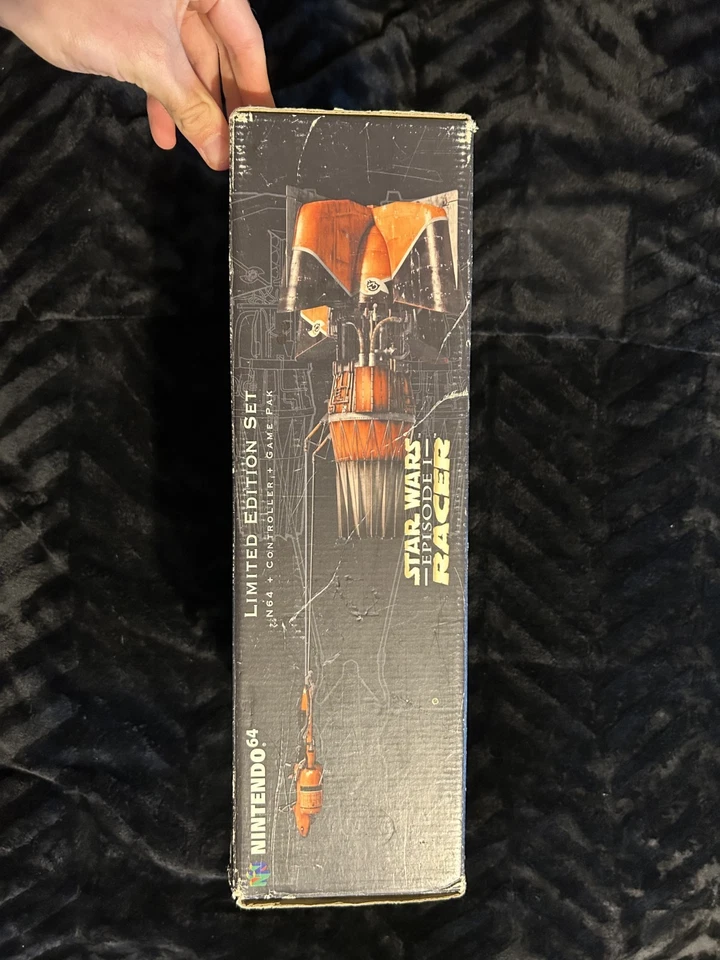 NINTENDO⁶⁴
LIMITED EDITION SET
N64 + CONTROLLER + GAME PAK
STAR WARS
EPISODE I
RACER